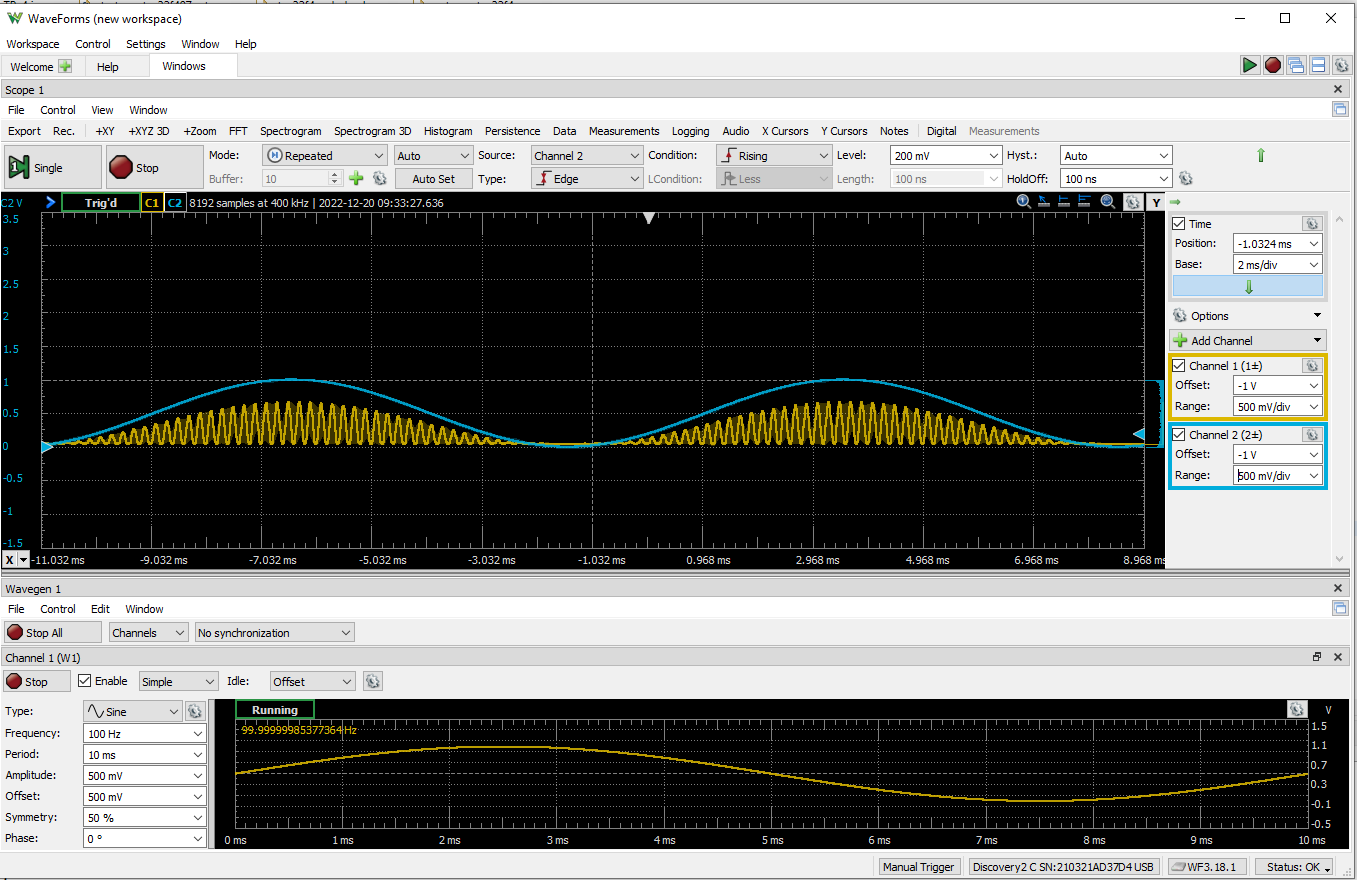 WaveForms (new workspace)
Workspace Control Settings Window Help
Welcome Help Windows
Scope 1
File Control View Window
Export Rec. +XY +XYZ 3D +Zoom FFT Spectrogram Spectrogram 3D Histogram Persistence Data Measurements Logging Audio X Cursors Y Cursors Notes Digital Measurements
Single Stop Mode: Repeated Auto Source: Channel 2 Condition: Rising Level: 200 mV Hyst.: Auto
Buffer: 10 Auto Set Type: Edge LCondition: Less Length: 100 ns HoldOff: 100 ns
C2 V Trig'd C1 C2 8192 samples at 400 kHz | 2022-12-20 09:33:27.636 Y
3.5
3
2.5
2
1.5
1
0.5
0
-0.5
-1
-1.5
X -11.032 ms -9.032 ms -7.032 ms -5.032 ms -3.032 ms -1.032 ms 0.968 ms 2.968 ms 4.968 ms 6.968 ms 8.968 ms
Time
Position: -1.0324 ms
Base: 2 ms/div
Options
Add Channel
Channel 1 (1±)
Offset: -1 V
Range: 500 mV/div
Channel 2 (2±)
Offset: -1 V
Range: 500 mV/div
Wavegen 1
File Control Edit Window
Stop All Channels No synchronization
Channel 1 (W1)
Stop Enable Simple Idle: Offset
Type: Sine
Frequency: 100 Hz
Period: 10 ms
Amplitude: 500 mV
Offset: 500 mV
Symmetry: 50 %
Phase: 0 °
Running V
99.99999985377364 Hz
1.5
1.1
0.7
0.3
-0.1
-0.5
0 ms 1 ms 2 ms 3 ms 4 ms 5 ms 6 ms 7 ms 8 ms 9 ms 10 ms
Manual Trigger Discovery2 C SN:210321AD37D4 USB WF3.18.1 Status: OK